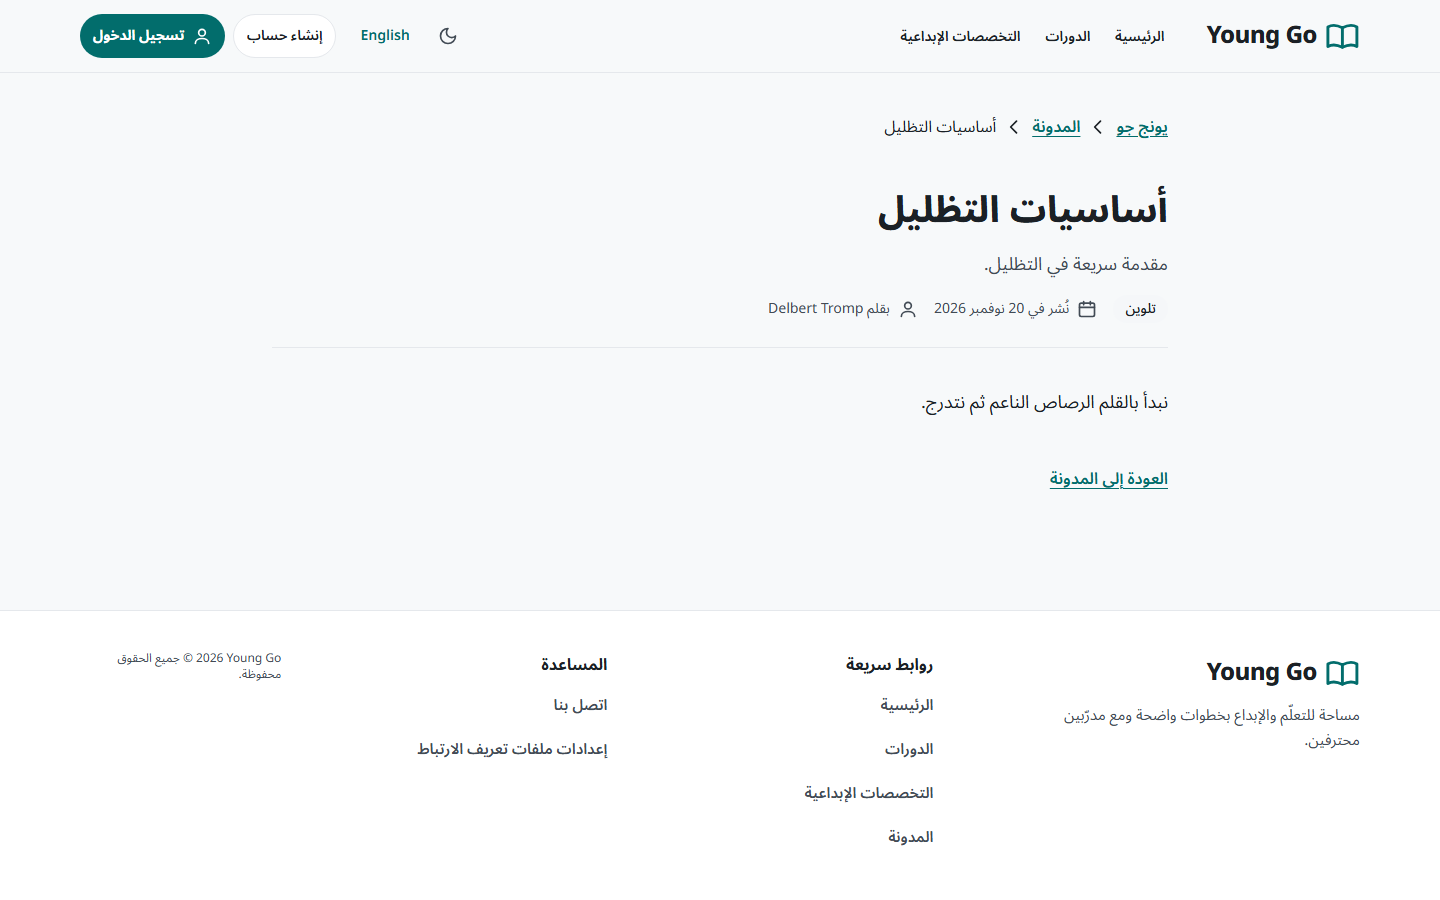 Young Go
الرئيسية
الدورات
التخصصات الإبداعية
English
إنشاء حساب
تسجيل الدخول
يونج جو
المدونة
أساسيات التظليل
أساسيات التظليل
مقدمة سريعة في التظليل.
تلوين
نُشر في 20 نوفمبر 2026
بقلم Delbert Tromp
نبدأ بالقلم الرصاص الناعم ثم نتدرج.
العودة إلى المدونة
Young Go
مساحة للتعلّم والإبداع بخطوات واضحة ومع مدرّبين
محترفين.
روابط سريعة
الرئيسية
الدورات
التخصصات الإبداعية
المدونة
المساعدة
اتصل بنا
إعدادات ملفات تعريف الارتباط
Young Go 2026 © جميع الحقوق
محفوظة.